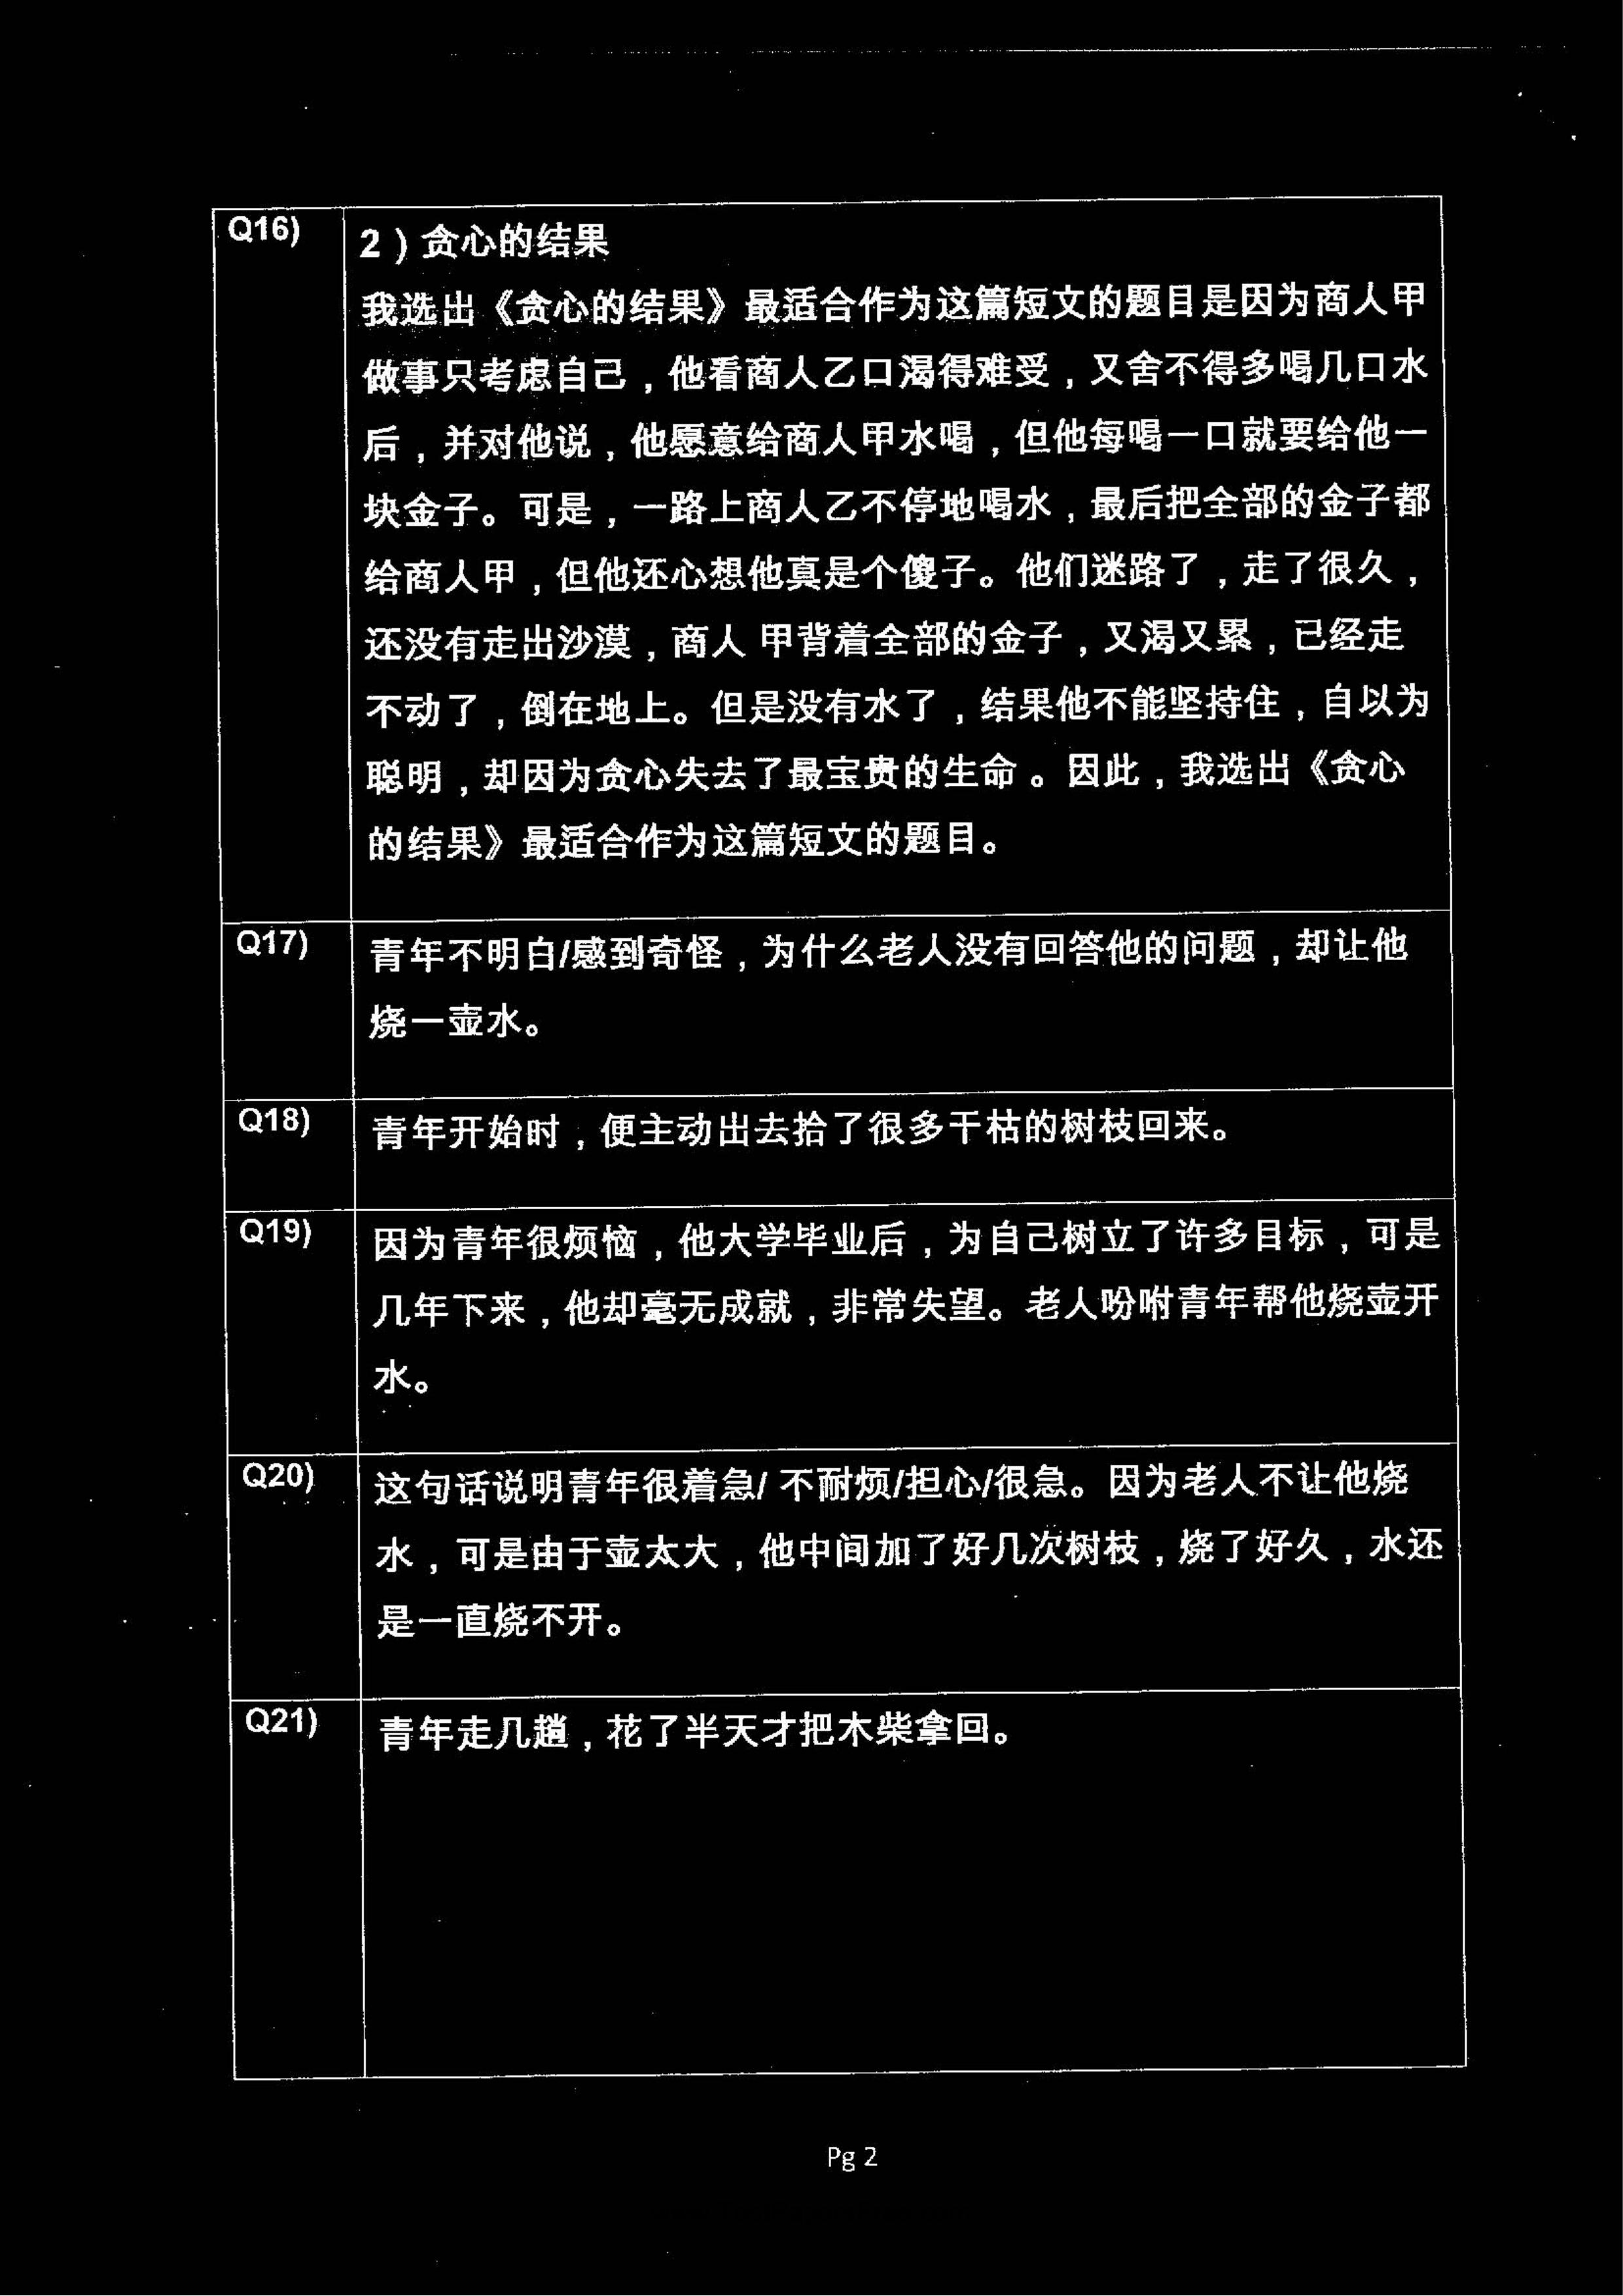 Q16)
2）贪心的结果
我选出《贪心的结果》最适合作为这篇短文的题目是因为商人甲
做事只考虑自己，他看商人乙口渴得难受，又舍不得多喝几口水
后，并对他说，他愿意给商人甲水喝，但他每喝一口就要给他一
块金子。可是，一路上商人乙不停地喝水，最后把全部的金子都
给商人甲，但他还心想他真是个傻子。他们迷路了，走了很久，
还没有走出沙漠，商人 甲背着全部的金子，又渴又累，已经走
不动了，倒在地上。但是没有水了，结果他不能坚持住，自以为
聪明，却因为贪心失去了最宝贵的生命 。因此，我选出《贪心
的结果》最适合作为这篇短文的题目。
Q17)
青年不明白/感到奇怪，为什么老人没有回答他的问题，却让他
烧一壶水。
Q18)
青年开始时，便主动出去拾了很多干枯的树枝回来。
Q19)
因为青年很烦恼，他大学毕业后，为自己树立了许多目标，可是
几年下来，他却毫无成就，非常失望。老人吩咐青年帮他烧壶开
水。
Q20)
这句话说明青年很着急/ 不耐烦/担心/很急。因为老人不让他烧
水，可是由于壶太大，他中间加了好几次树枝，烧了好久，水还
是一直烧不开。
Q21)
青年走几趟，花了半天才把木柴拿回。
Pg 2